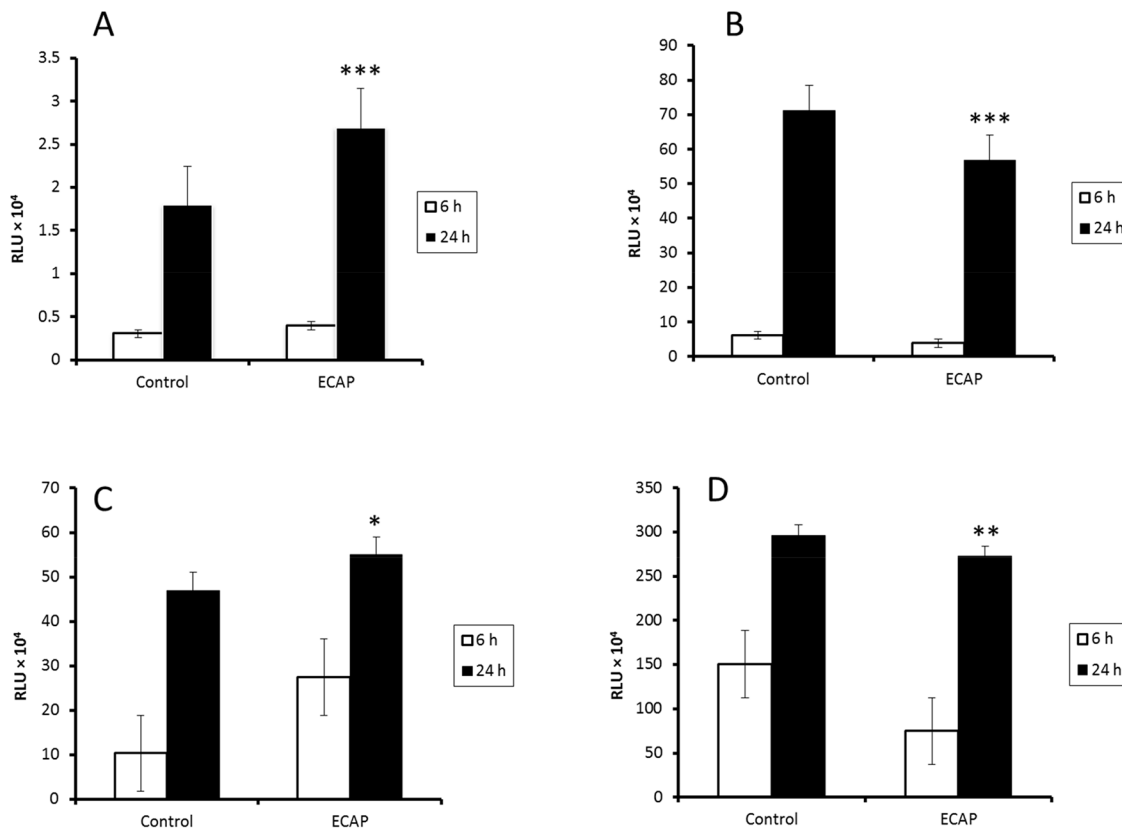 A
3.5
3
2.5
2
1.5
1
0.5
0
RLU × 10⁴
***
Control
ECAP
6 h
24 h
B
90
80
70
60
50
40
30
20
10
0
RLU × 10⁴
***
Control
ECAP
6 h
24 h
C
70
60
50
40
30
20
10
0
RLU × 10⁴
*
Control
ECAP
6 h
24 h
D
350
300
250
200
150
100
50
0
RLU × 10⁴
**
Control
ECAP
6 h
24 h